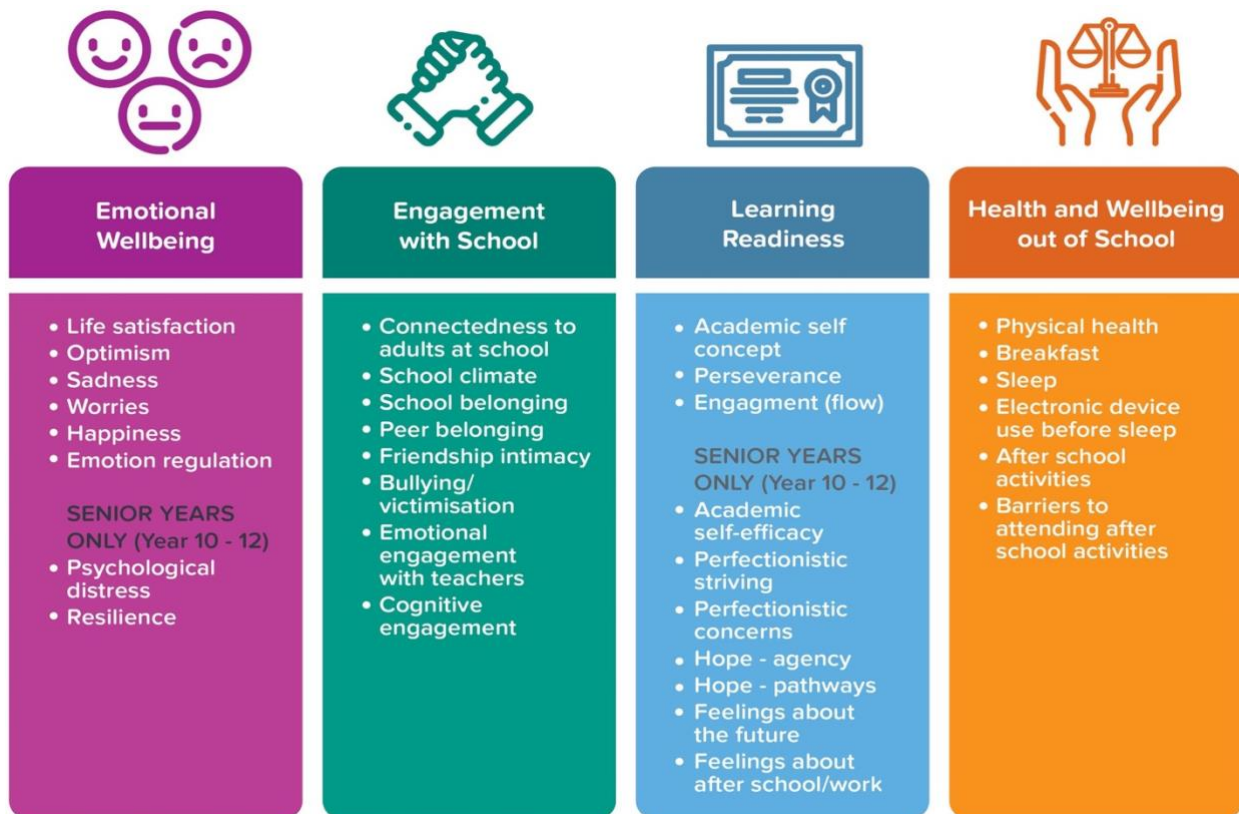 Emotional
Wellbeing
• Life satisfaction
• Optimism
• Sadness
• Worries
• Happiness
• Emotion regulation
SENIOR YEARS
ONLY (Year 10 - 12)
• Psychological
distress
• Resilience
Engagement
with School
• Connectedness to
adults at school
• School climate
• School belonging
• Peer belonging
• Friendship intimacy
• Bullying/
victimisation
• Emotional
engagement
with teachers
• Cognitive
engagement
Learning
Readiness
• Academic self
concept
• Perseverance
• Engagment (flow)
SENIOR YEARS
ONLY (Year 10 - 12)
• Academic
self-efficacy
• Perfectionistic
striving
• Perfectionistic
concerns
• Hope - agency
• Hope - pathways
• Feelings about
the future
• Feelings about
after school/work
Health and Wellbeing
out of School
• Physical health
• Breakfast
• Sleep
• Electronic device
use before sleep
• After school
activities
• Barriers to
attending after
school activities